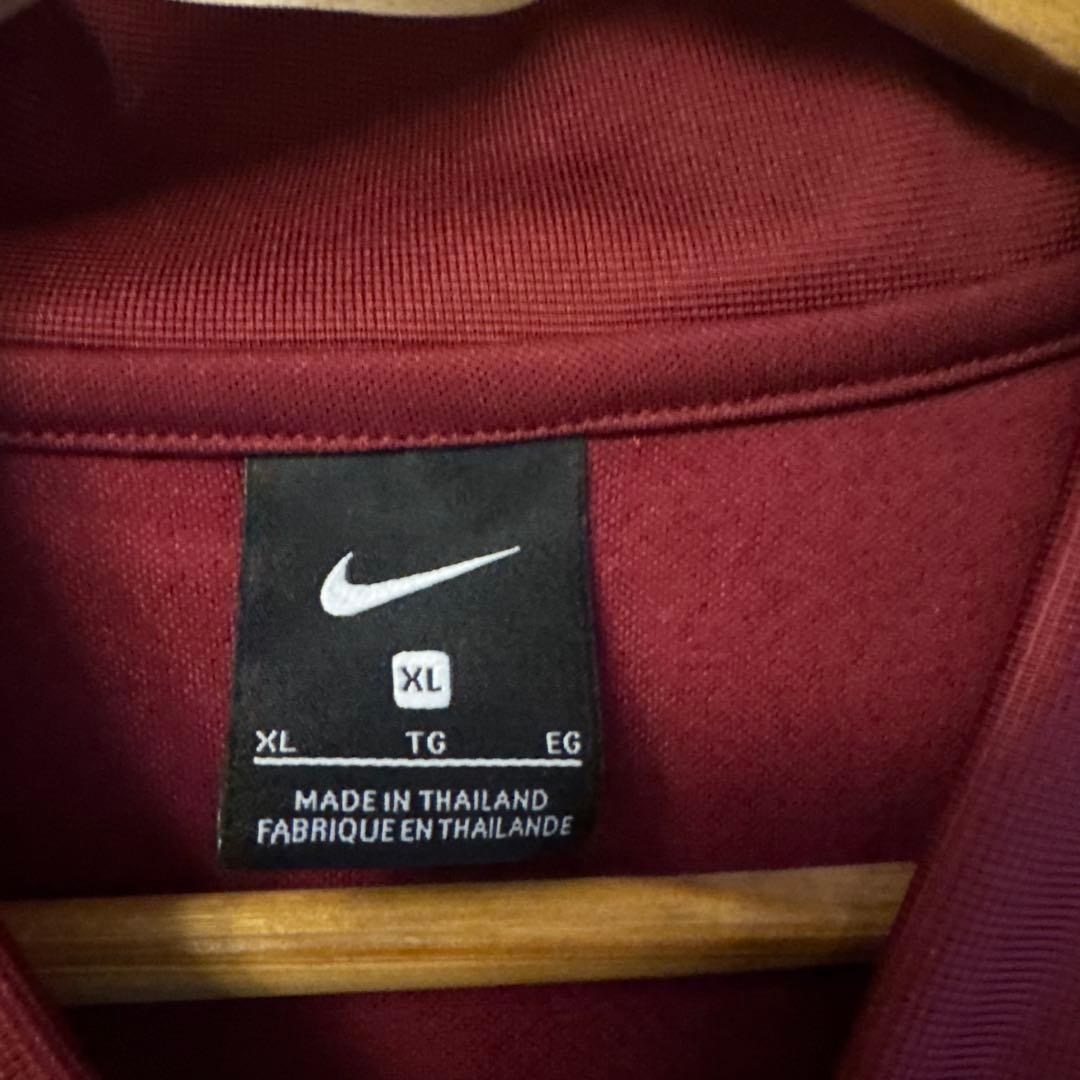 XL
XL TG EG
MADE IN THAILAND
FABRIQUE EN THAILANDE